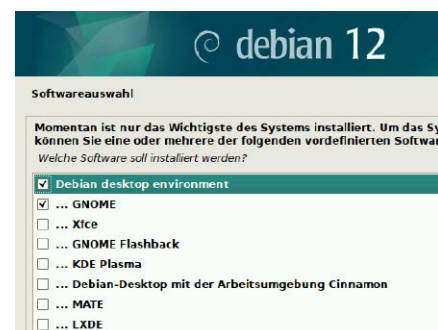 debian 12
Softwareauswahl
Momentan ist nur das Wichtigste des Systems installiert. Um das
können Sie eine oder mehrere der folgenden vordefinierten
Welche Software soll installiert werden?
Debian desktop environment
... GNOME
... Xfce
... GNOME Flashback
... KDE Plasma
... Debian-Desktop mit der Arbeitsumgebung Cinnamon
... MATE
... LXDE